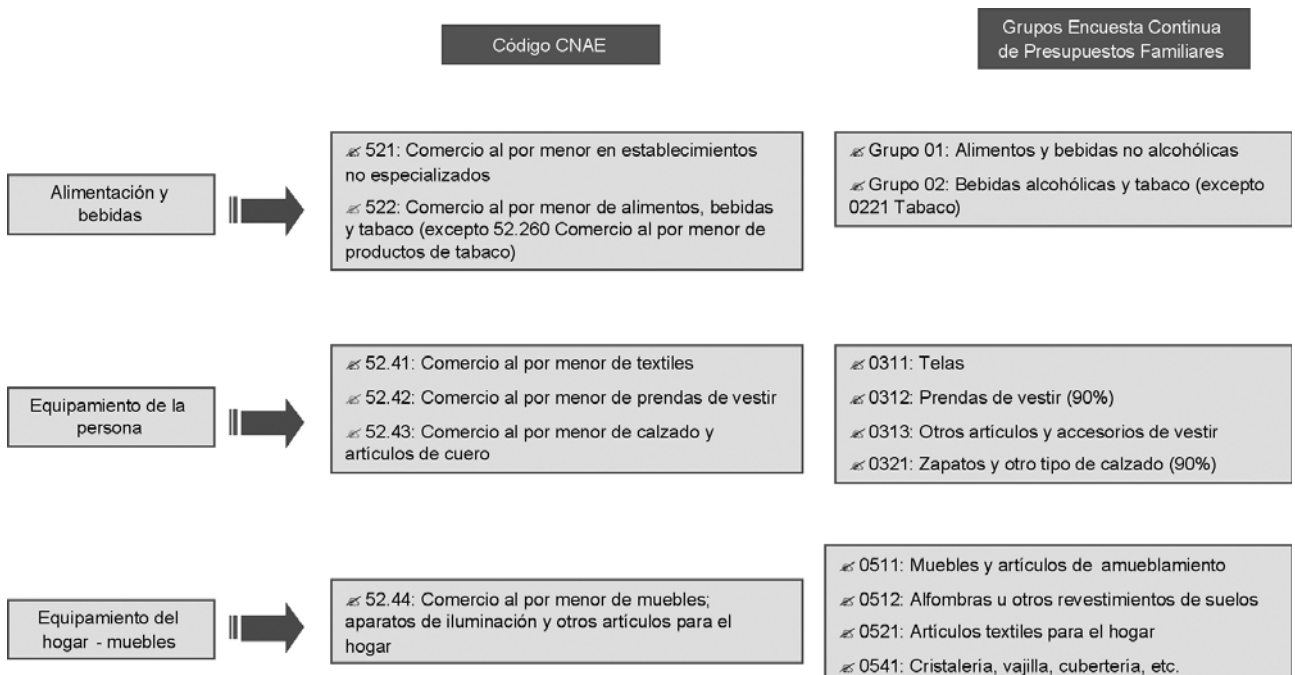 Código CNAE
Grupos Encuesta Continua
de Presupuestos Familiares
Alimentación y
bebidas
521: Comercio al por menor en establecimientos
no especializados
522: Comercio al por menor de alimentos, bebidas
y tabaco (excepto 52.260 Comercio al por menor de
productos de tabaco)
Grupo 01: Alimentos y bebidas no alcohólicas
Grupo 02: Bebidas alcohólicas y tabaco (excepto
0221 Tabaco)
Equipamiento de la
persona
52.41: Comercio al por menor de textiles
52.42: Comercio al por menor de prendas de vestir
52.43: Comercio al por menor de calzado y
artículos de cuero
0311: Telas
0312: Prendas de vestir (90%)
0313: Otros artículos y accesorios de vestir
0321: Zapatos y otro tipo de calzado (90%)
Equipamiento del
hogar - muebles
52.44: Comercio al por menor de muebles;
aparatos de iluminación y otros artículos para el
hogar
0511: Muebles y artículos de amueblamiento
0512: Alfombras u otros revestimientos de suelos
0521: Artículos textiles para el hogar
0541: Cristalería, vajilla, cubertería, etc.